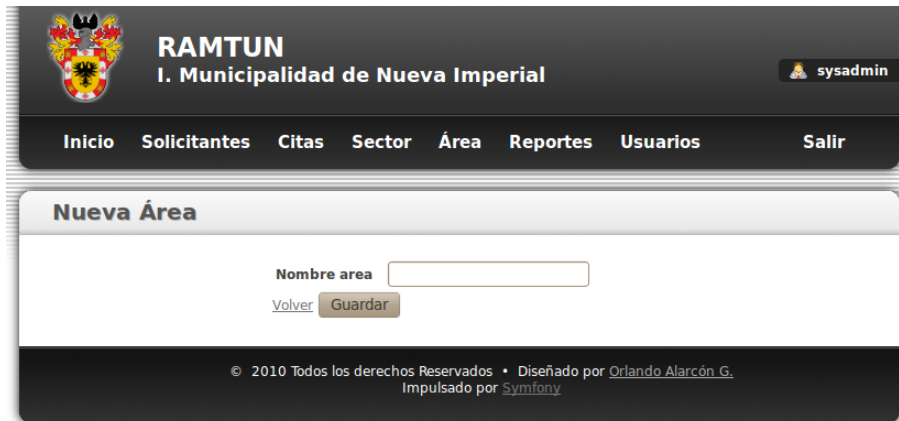 RAMTUN
I. Municipalidad de Nueva Imperial
sysadmin
Inicio Solicitantes Citas Sector Área Reportes Usuarios Salir
Nueva Área
Nombre area
Volver Guardar
© 2010 Todos los derechos Reservados • Diseñado por Orlando Alarcón G.
Impulsado por Symfony